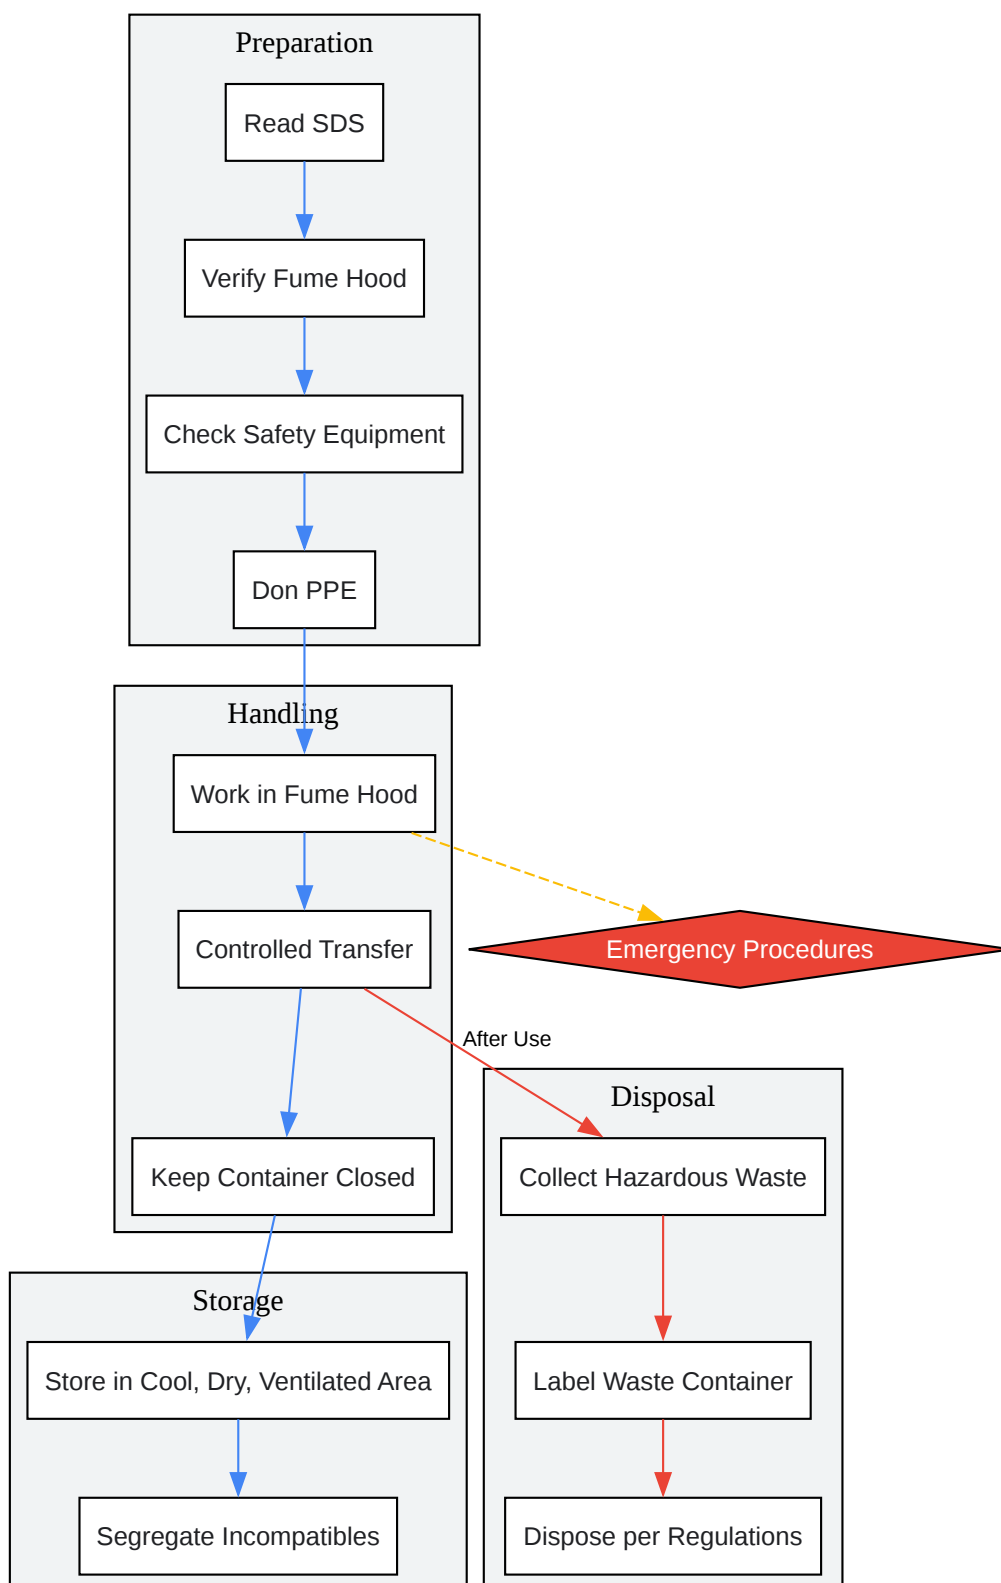 Preparation
Read SDS
Verify Fume Hood
Check Safety Equipment
Don PPE
Handling
Work in Fume Hood
Controlled Transfer
Emergency Procedures
After Use
Keep Container Closed
Disposal
Collect Hazardous Waste
Storage
Store in Cool, Dry, Ventilated Area
Label Waste Container
Segregate Incompatibles
Dispose per Regulations